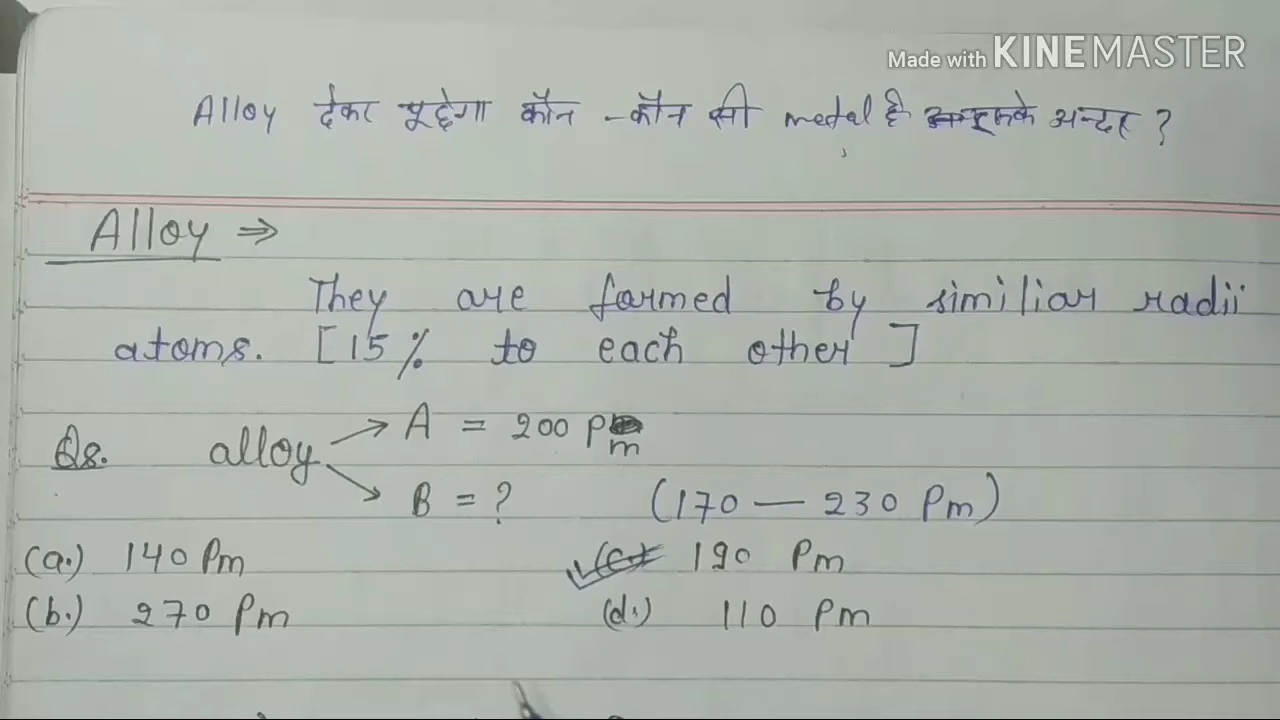 Made with KINEMASTER
Alloy देकर पूछेगा कौन - कौन सी metal है इसके अन्दर ?
Alloy ⇒
They are formed by similiar radii
atoms. [15% to each other]
Qs. alloy → A = 200 Pm
→ B = ? (170 — 230 Pm)
(a.) 140 Pm (c.) 190 Pm
(b.) 270 Pm (d.) 110 Pm